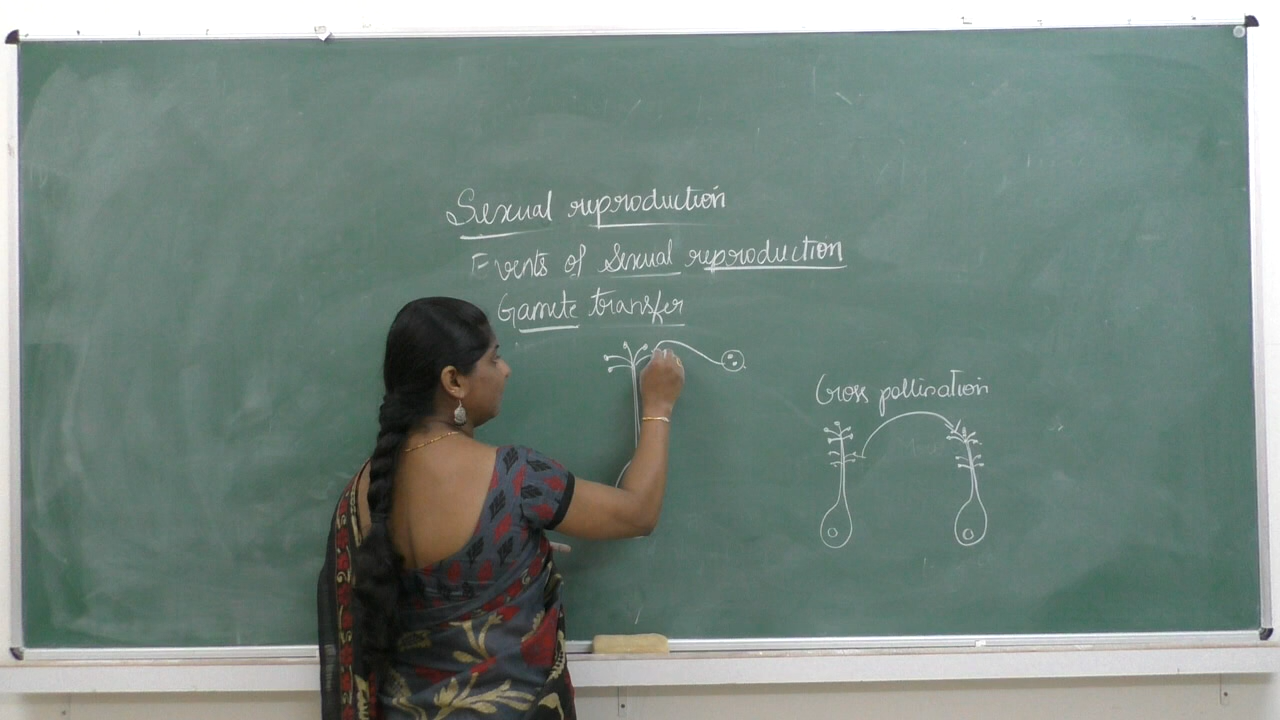 Sexual reproduction
Events of Sexual reproduction
Gamete transfer
Cross pollination